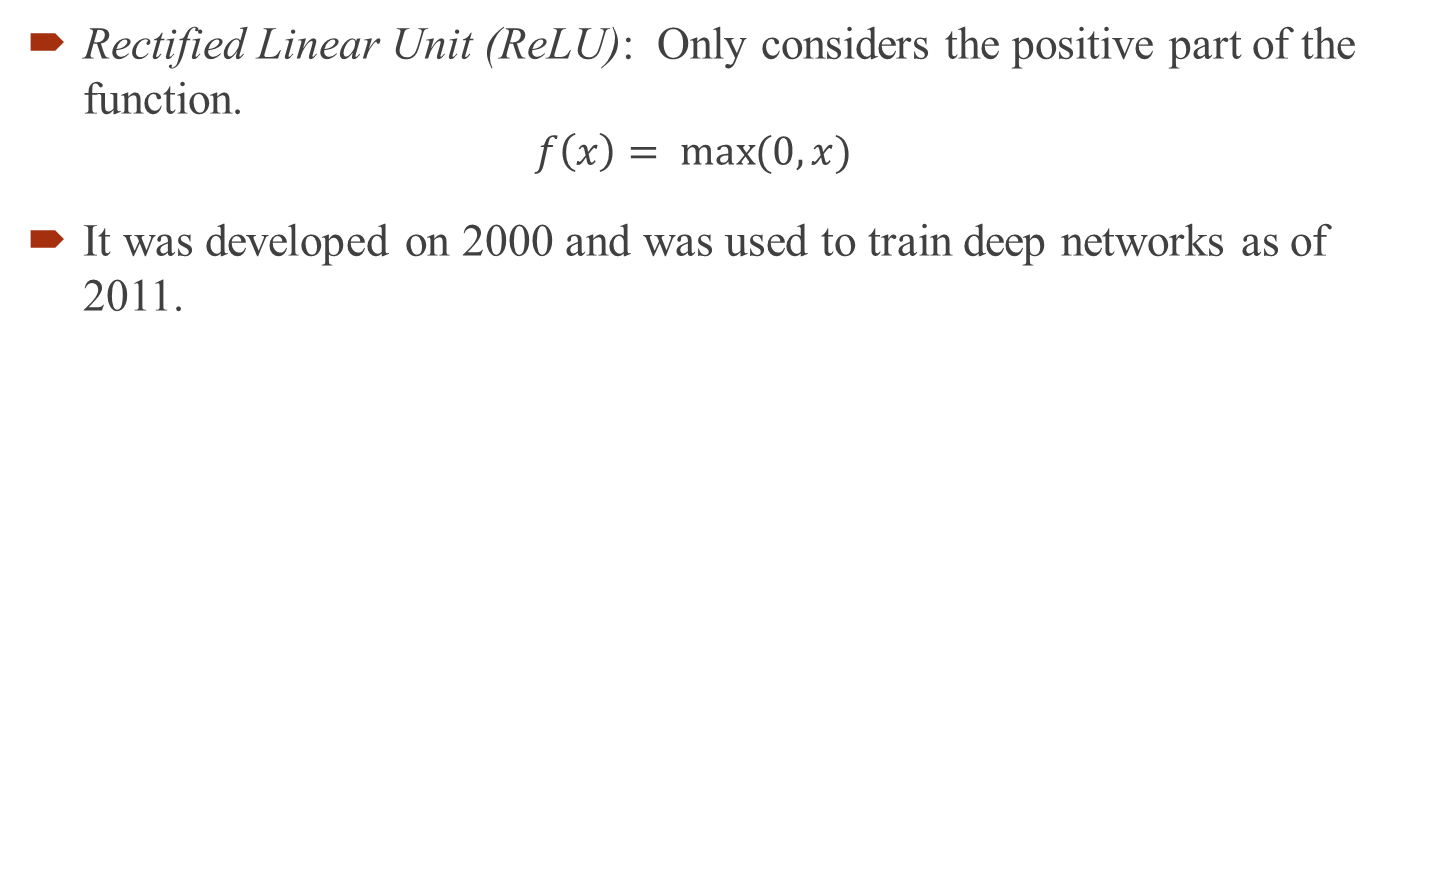 Rectified Linear Unit (ReLU): Only considers the positive part of the
function.
f(x) = max(0, x)
It was developed on 2000 and was used to train deep networks as of
2011.